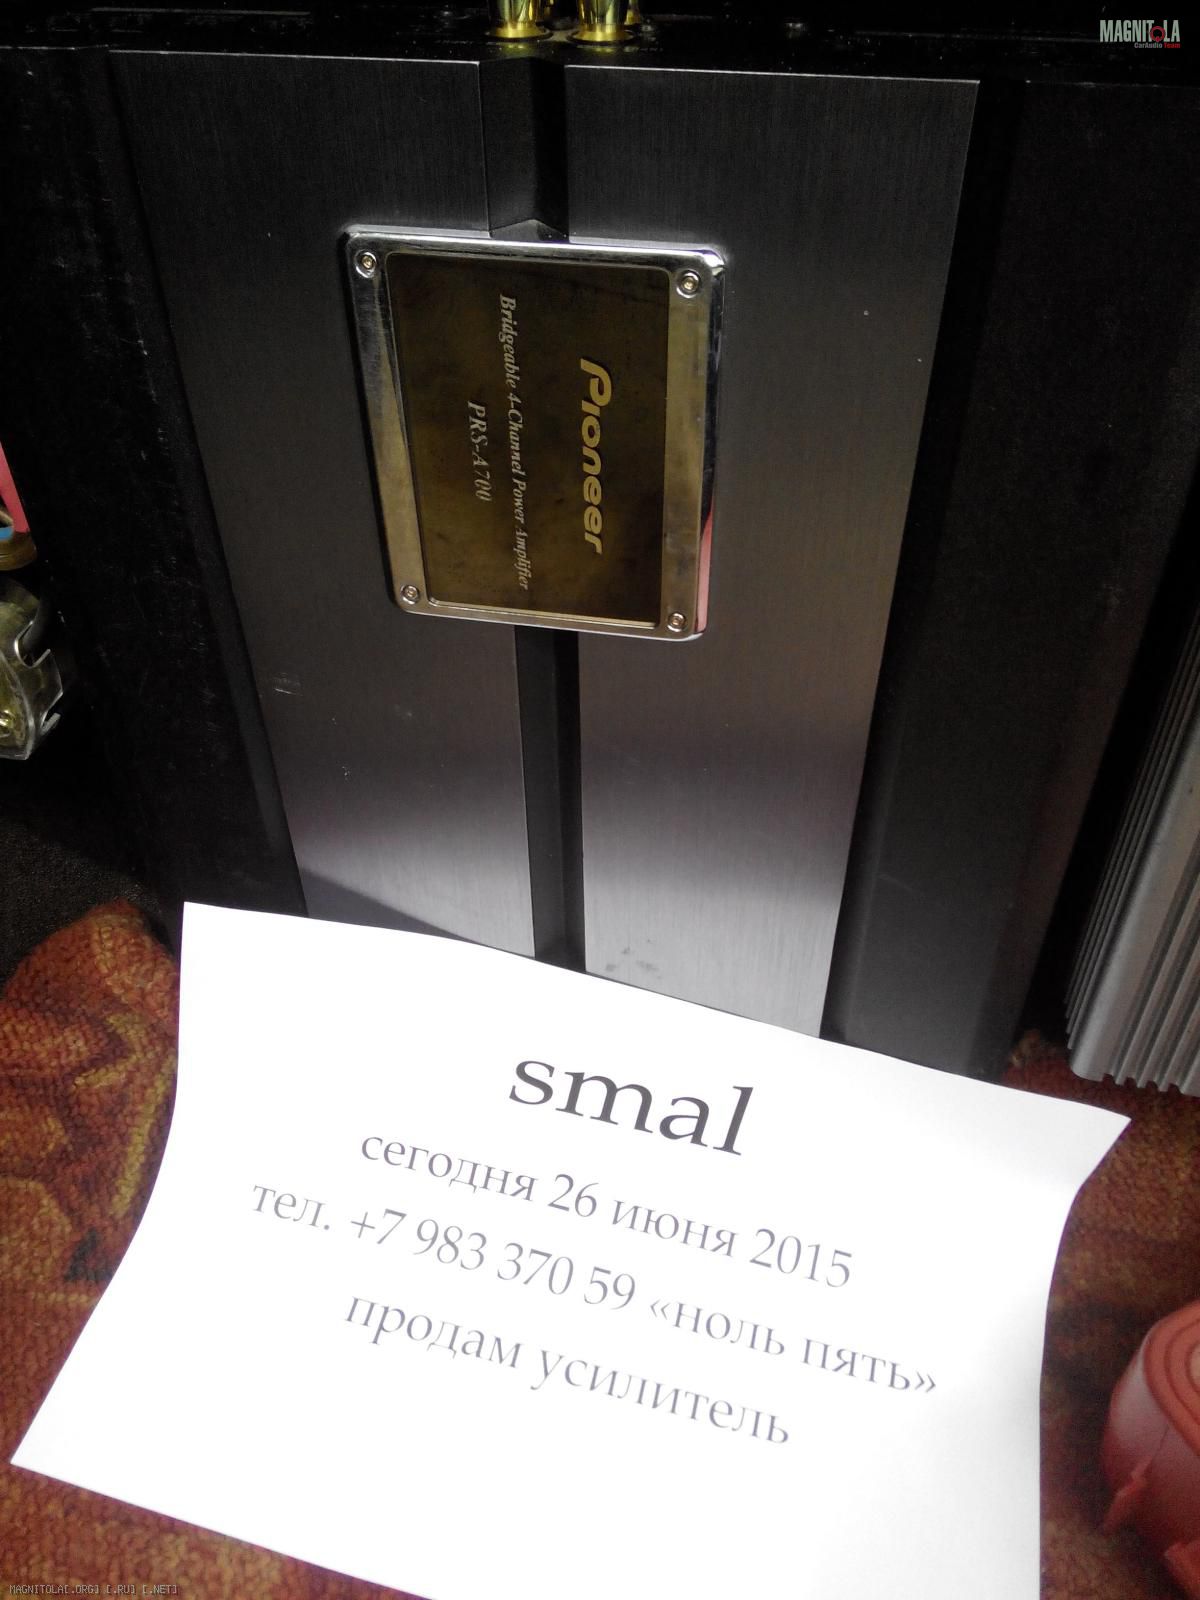 MAGNITOLA
CarAudio Team
Pioneer
Bridgeable 4-Channel Power Amplifier
PRS-A700
smal
сегодня 26 июня 2015
тел. +7 983 370 59 «ноль пять»
продам усилитель
MAGNITOLA[.ORG] [.RU] [.NET]